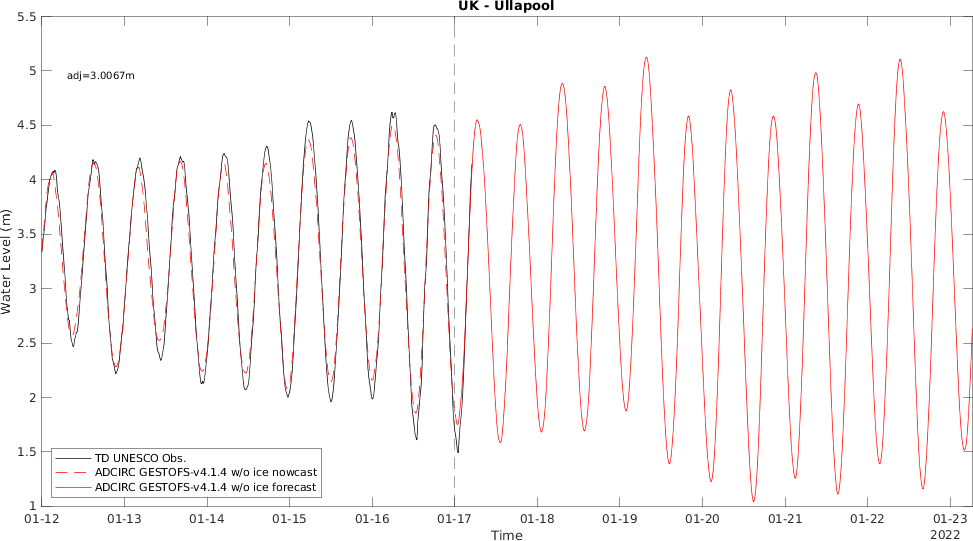 UK - Ullapool
5.5
5
4.5
4
3.5
3
2.5
2
1.5
1
Water Level (m)
adj=3.0067m
TD UNESCO Obs.
ADCIRC GESTOFS-v4.1.4 w/o ice nowcast
ADCIRC GESTOFS-v4.1.4 w/o ice forecast
01-12 01-13 01-14 01-15 01-16 01-17 01-18 01-19 01-20 01-21 01-22 01-23
Time
2022